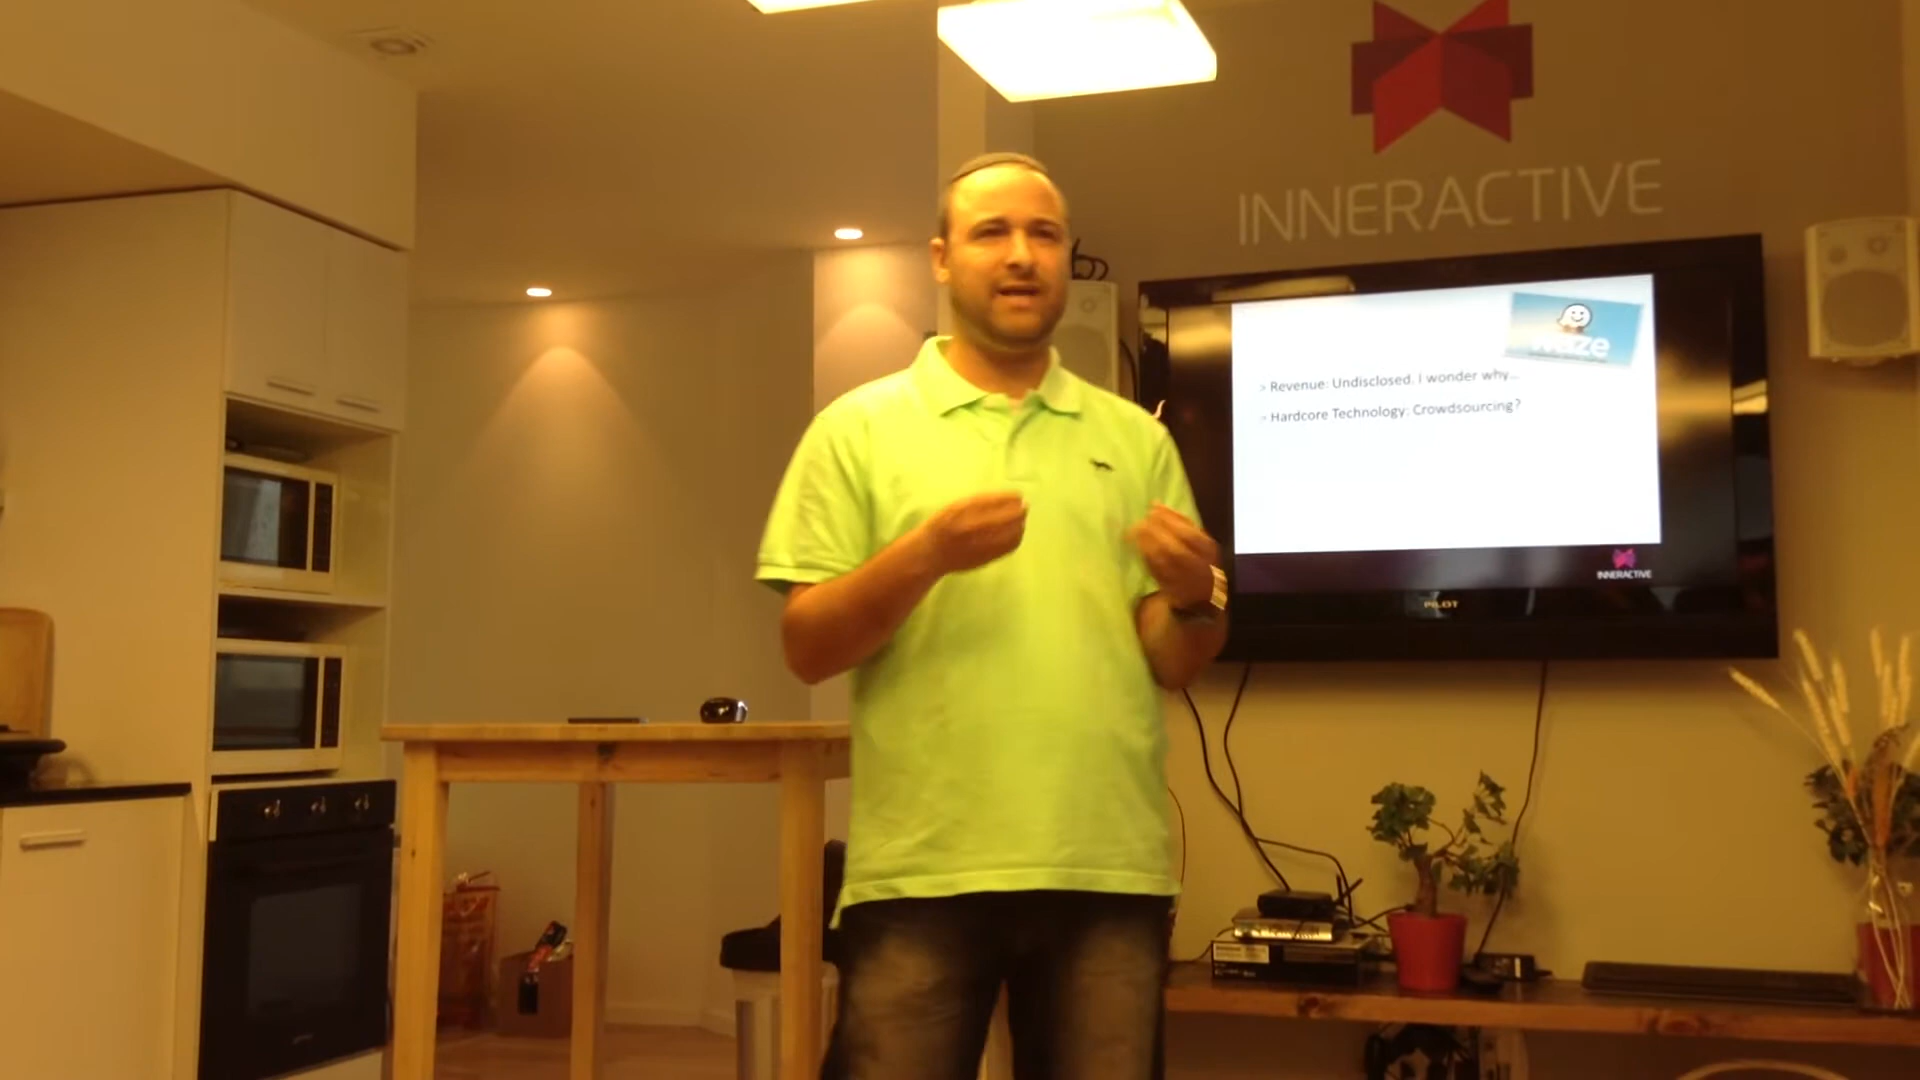 INNERACTIVE
waze
> Revenue: Undisclosed. I wonder why...
> Hardcore Technology: Crowdsourcing?
INNERACTIVE
PILOT